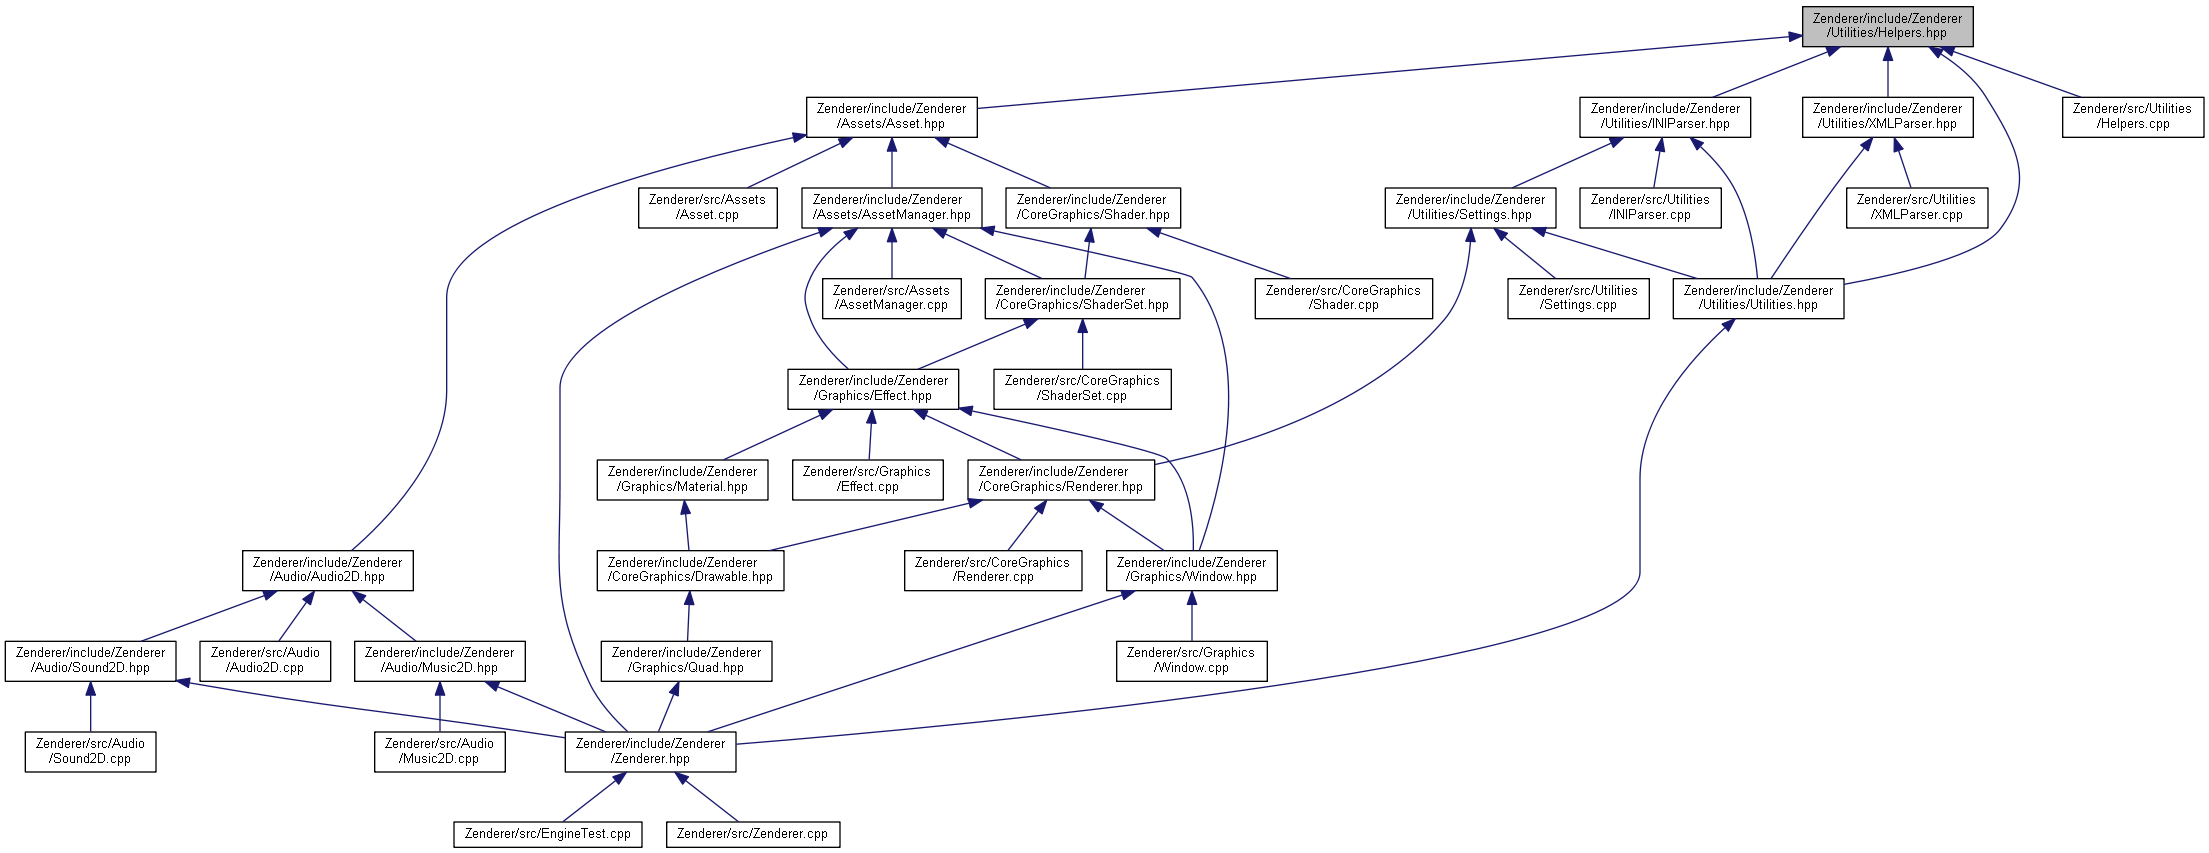 Zenderer/include/Zenderer
/Utilities/Helpers.hpp
Zenderer/include/Zenderer
/Assets/Asset.hpp
Zenderer/include/Zenderer
/Utilities/INIParser.hpp
Zenderer/include/Zenderer
/Utilities/XMLParser.hpp
Zenderer/src/Utilities
/Helpers.cpp
Zenderer/src/Assets
/Asset.cpp
Zenderer/include/Zenderer
/Assets/AssetManager.hpp
Zenderer/include/Zenderer
/CoreGraphics/Shader.hpp
Zenderer/include/Zenderer
/Utilities/Settings.hpp
Zenderer/src/Utilities
/INIParser.cpp
Zenderer/src/Utilities
/XMLParser.cpp
Zenderer/src/Assets
/AssetManager.cpp
Zenderer/include/Zenderer
/CoreGraphics/ShaderSet.hpp
Zenderer/src/CoreGraphics
/Shader.cpp
Zenderer/src/Utilities
/Settings.cpp
Zenderer/include/Zenderer
/Utilities/Utilities.hpp
Zenderer/include/Zenderer
/Graphics/Effect.hpp
Zenderer/src/CoreGraphics
/ShaderSet.cpp
Zenderer/include/Zenderer
/Graphics/Material.hpp
Zenderer/src/Graphics
/Effect.cpp
Zenderer/include/Zenderer
/CoreGraphics/Renderer.hpp
Zenderer/include/Zenderer
/Audio/Audio2D.hpp
Zenderer/include/Zenderer
/CoreGraphics/Drawable.hpp
Zenderer/src/CoreGraphics
/Renderer.cpp
Zenderer/include/Zenderer
/Graphics/Window.hpp
Zenderer/include/Zenderer
/Audio/Sound2D.hpp
Zenderer/src/Audio
/Audio2D.cpp
Zenderer/include/Zenderer
/Audio/Music2D.hpp
Zenderer/include/Zenderer
/Graphics/Quad.hpp
Zenderer/src/Graphics
/Window.cpp
Zenderer/src/Audio
/Sound2D.cpp
Zenderer/src/Audio
/Music2D.cpp
Zenderer/include/Zenderer
/Zenderer.hpp
Zenderer/src/EngineTest.cpp
Zenderer/src/Zenderer.cpp